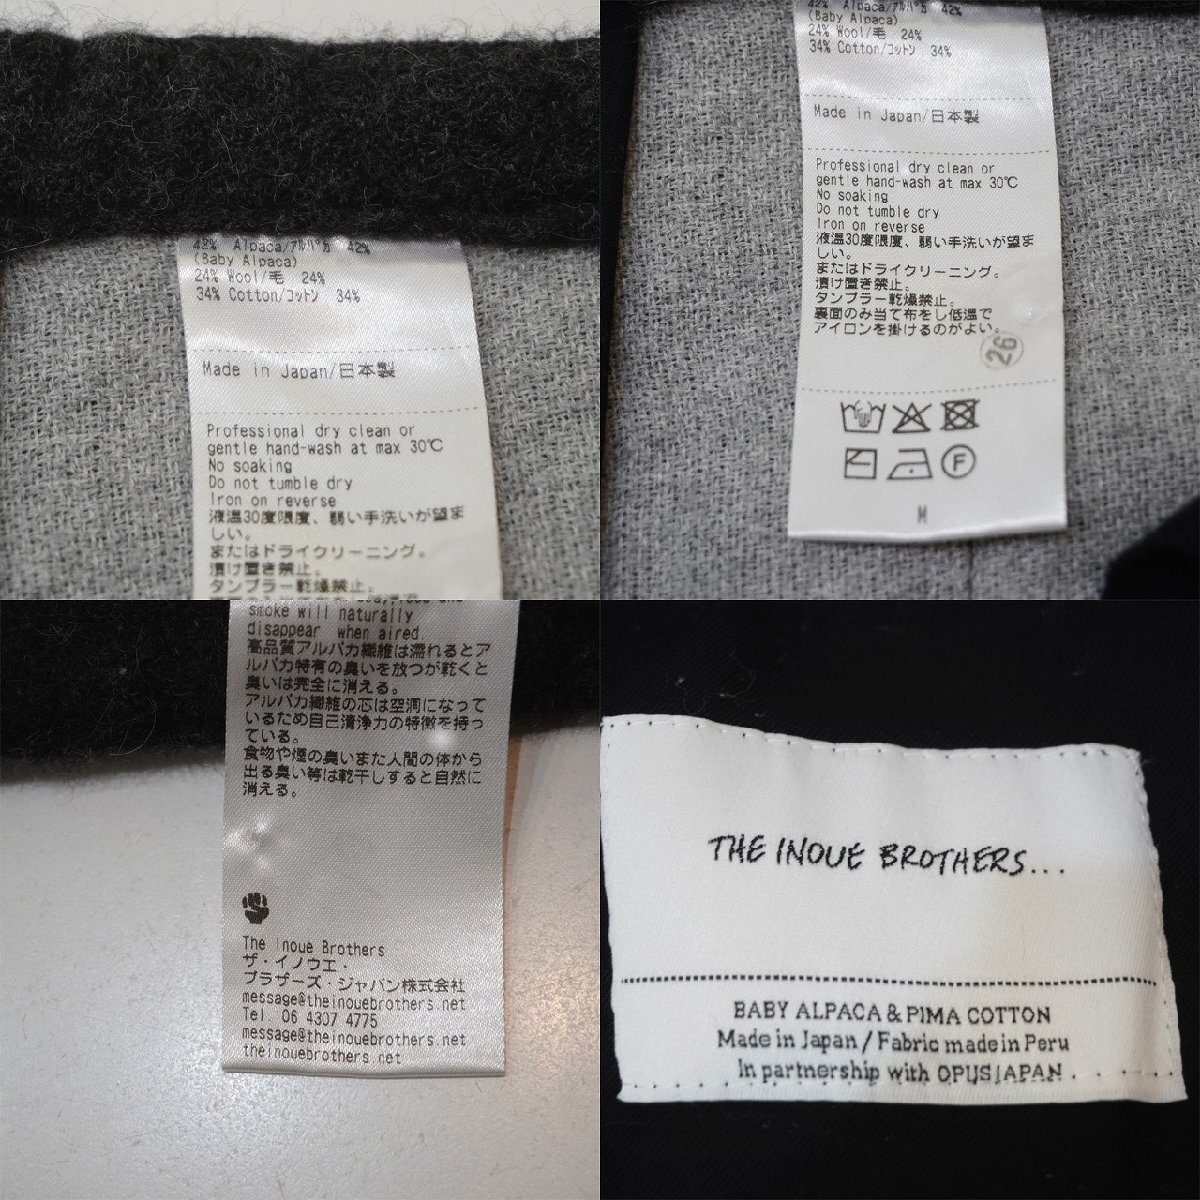 42% Alpaca/アルパカ 42%
(Baby Alpaca)
24% Wool/毛 24%
34% Cotton/コットン 34%
Made in Japan/日本製
Professional dry clean or
gentle hand-wash at max 30℃
No soaking
Do not tumble dry
Iron on reverse
液温30度限度、弱い手洗いが望ま
しい。
またはドライクリーニング。
漬け置き禁止。
タンブラー乾燥禁止。
42% Alpaca/アルパカ 42%
(Baby Alpaca)
24% Wool/毛 24%
34% Cotton/コットン 34%
Made in Japan/日本製
Professional dry clean or
gentle hand-wash at max 30℃
No soaking
Do not tumble dry
Iron on reverse
液温30度限度、弱い手洗いが望ま
しい。
またはドライクリーニング。
漬け置き禁止。
タンブラー乾燥禁止。
裏面のみ当て布をし低温で
アイロンを掛けるのがよい。
26
F
M
smoke will naturally
disappear when aired.
高品質アルパカ繊維は濡れるとア
ルパカ特有の臭いを放つが乾くと
臭いは完全に消える。
アルパカ繊維の芯は空洞になって
いるため自己清浄力の特徴を持っ
ている。
食物や煙の臭いまた人間の体から
出る臭い等は乾干しすると自然に
消える。
The Inoue Brothers
ザ・イノウエ・
ブラザーズ・ジャパン株式会社
message@theinouebrothers.net
Tel. 06 4307 4775
message@theinouebrothers.net
theinouebrothers.net
THE INOUE BROTHERS...
BABY ALPACA & PIMA COTTON
Made in Japan / Fabric made in Peru
In partnership with OPUSJAPAN